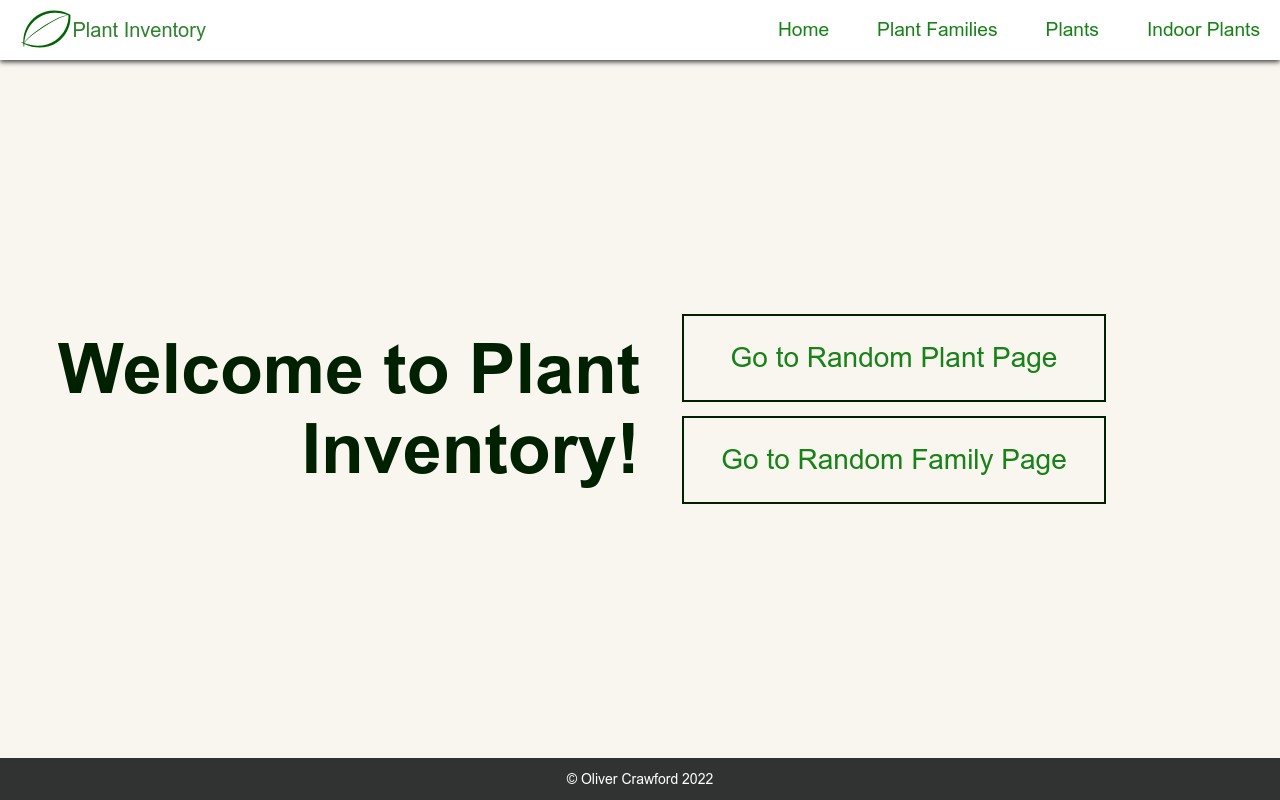 Plant Inventory
Home
Plant Families
Plants
Indoor Plants
Welcome to Plant
Inventory!
Go to Random Plant Page
Go to Random Family Page
© Oliver Crawford 2022